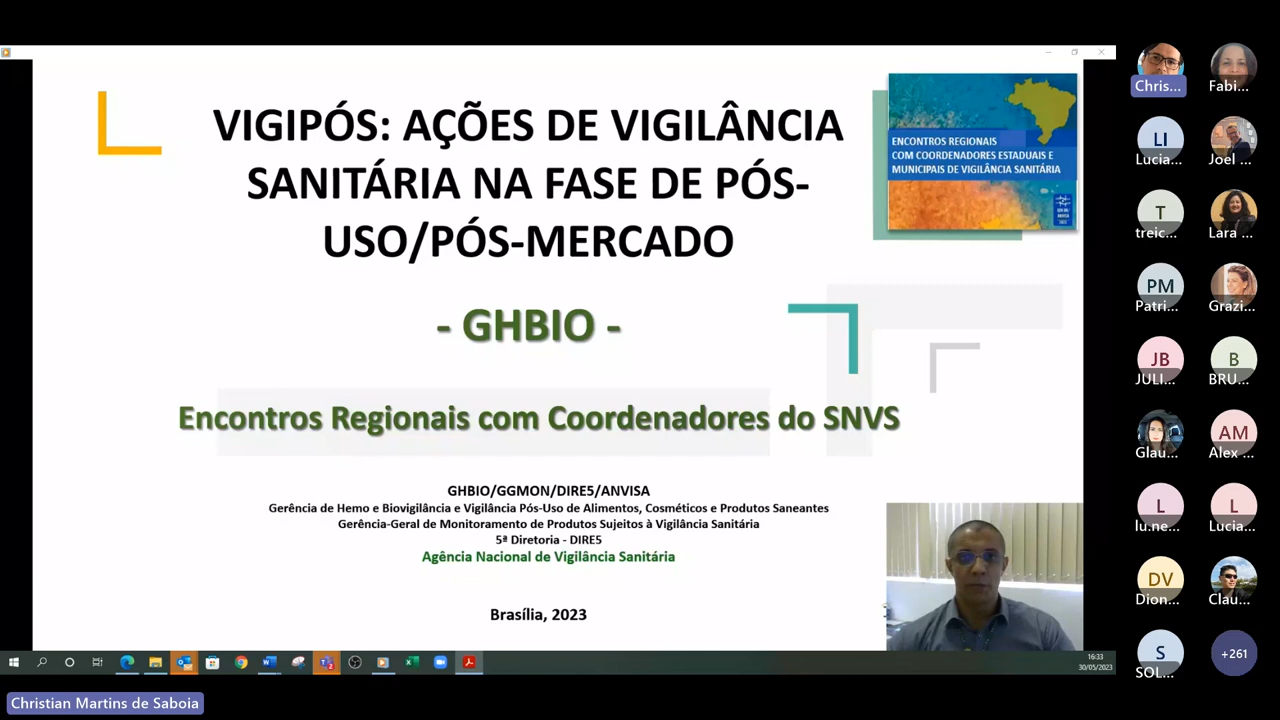 VIGIPÓS: AÇÕES DE VIGILÂNCIA
SANITÁRIA NA FASE DE PÓS-
USO/PÓS-MERCADO
- GHBIO -
Encontros Regionais com Coordenadores do SNVS
GHBIO/GGMON/DIRE5/ANVISA
Gerência de Hemo e Biovigilância e Vigilância Pós-Uso de Alimentos, Cosméticos e Produtos Saneantes
Gerência-Geral de Monitoramento de Produtos Sujeitos à Vigilância Sanitária
5ª Diretoria - DIRE5
Agência Nacional de Vigilância Sanitária
Brasília, 2023
ENCONTROS REGIONAIS
COM COORDENADORES ESTADUAIS E
MUNICIPAIS DE VIGILÂNCIA SANITÁRIA
Chris...
Fabi...
LI
Lucia...
Joel ...
T
treic...
Lara ...
PM
Patri...
Grazi...
JB
JULI...
B
BRU...
Glau...
AM
Alex ...
L
lu.ne...
L
Lucia...
DV
Dion...
Clau...
S
SOL...
+261
16:33
30/05/2023
Christian Martins de Saboia